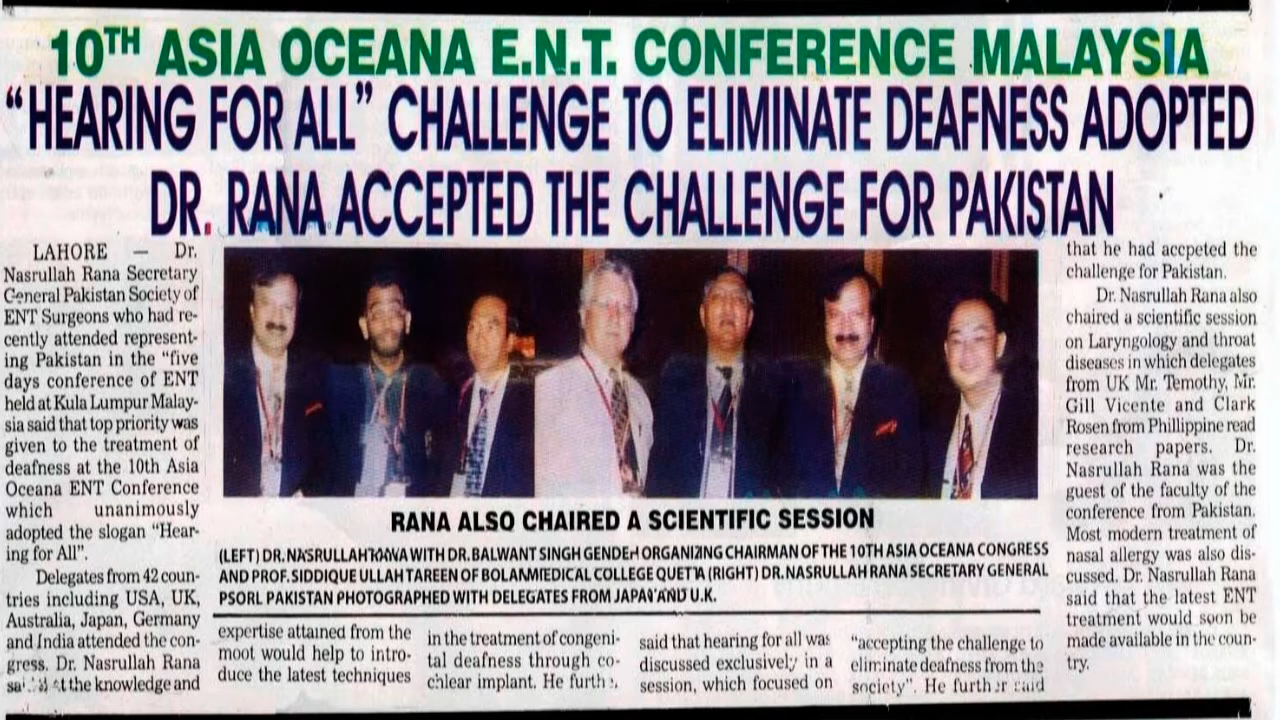 10TH ASIA OCEANA E.N.T. CONFERENCE MALAYSIA
“HEARING FOR ALL” CHALLENGE TO ELIMINATE DEAFNESS ADOPTED
DR. RANA ACCEPTED THE CHALLENGE FOR PAKISTAN
LAHORE — Dr.
Nasrullah Rana Secretary
General Pakistan Society of
ENT Surgeons who had re-
cently attended represent-
ing Pakistan in the “five
days conference of ENT
held at Kula Lumpur Malay-
sia said that top priority was
given to the treatment of
deafness at the 10th Asia
Oceana ENT Conference
which unanimously
adopted the slogan “Hear-
ing for All”.
Delegates from 42 coun-
tries including USA, UK,
Australia, Japan, Germany
and India attended the con-
gress. Dr. Nasrullah Rana
the knowledge and
RANA ALSO CHAIRED A SCIENTIFIC SESSION
(LEFT) DR. NASRULLAH RANA WITH DR. BALWANT SINGH GENDEH ORGANIZING CHAIRMAN OF THE 10TH ASIA OCEANA CONGRESS
AND PROF. SIDDIQUE ULLAH TAREEN OF BOLAN MEDICAL COLLEGE QUETTA (RIGHT) DR. NASRULLAH RANA SECRETARY GENERAL
PSORL PAKISTAN PHOTOGRAPHED WITH DELEGATES FROM JAPAN AND U.K.
expertise attained from the
moot would help to intro-
duce the latest techniques
in the treatment of congeni-
tal deafness through co-
chlear implant. He further
said that hearing for all was
discussed exclusively in a
session, which focused on
“accepting the challenge to
eliminate deafness from the
society”. He further said
that he had accpeted the
challenge for Pakistan.
Dr. Nasrullah Rana also
chaired a scientific session
on Laryngology and throat
diseases in which delegates
from UK Mr. Temothy, Mr.
Gill Vicente and Clark
Rosen from Phillippine read
research papers. Dr.
Nasrullah Rana was the
guest of the faculty of the
conference from Pakistan.
Most modern treatment of
nasal allergy was also dis-
cussed. Dr. Nasrullah Rana
said that the latest ENT
treatment would soon be
made available in the coun-
try.